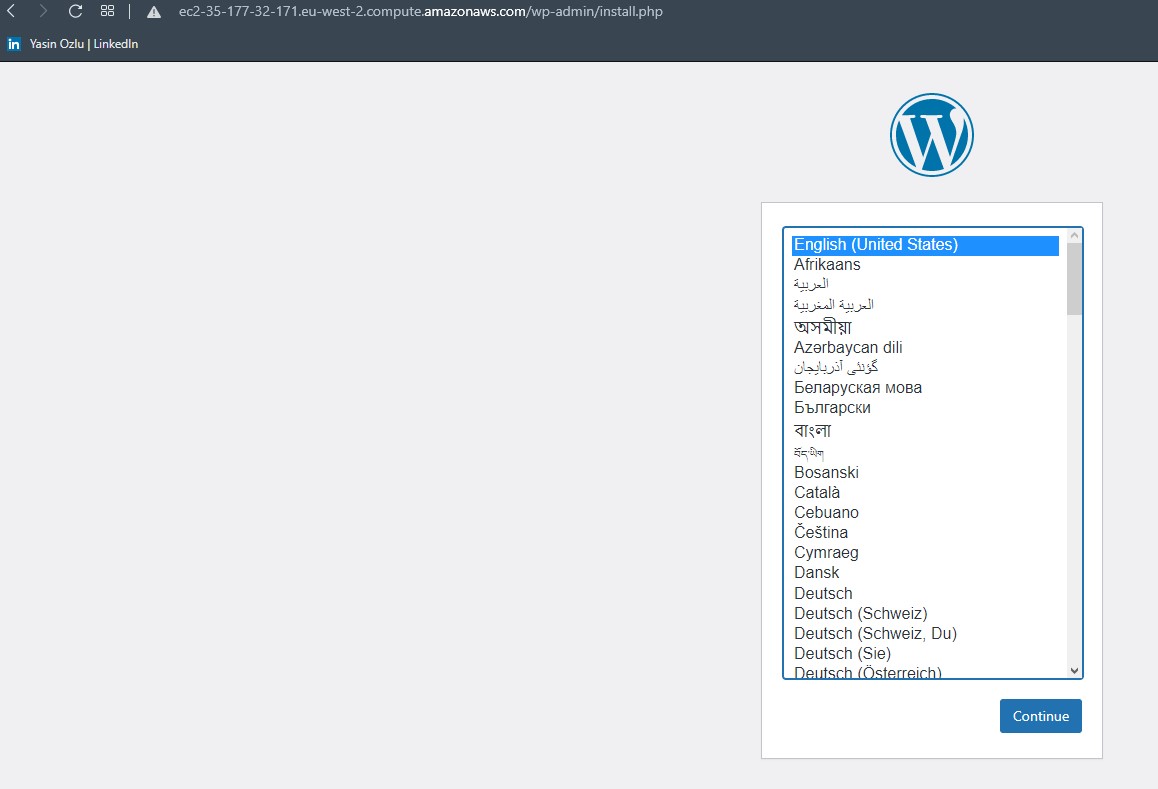 ec2-35-177-32-171.eu-west-2.compute.amazonaws.com/wp-admin/install.php
in Yasin Ozlu | LinkedIn
W
English (United States)
Afrikaans
العربية
العربية المغربية
অসমীয়া
Azərbaycan dili
گؤنئی آذربایجان
Беларуская мова
Български
বাংলা
བོད་ཡིག
Bosanski
Català
Cebuano
Čeština
Cymraeg
Dansk
Deutsch
Deutsch (Schweiz)
Deutsch (Schweiz, Du)
Deutsch (Sie)
Deutsch (Österreich)
Continue